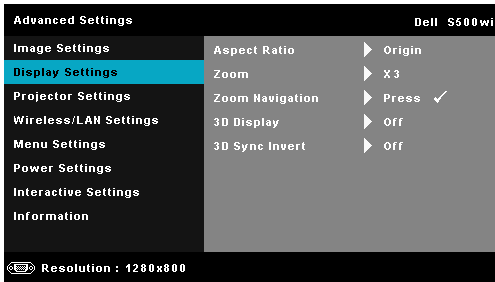 Advanced Settings
Dell S500wi
Image Settings
Display Settings
Projector Settings
Wireless/LAN Settings
Menu Settings
Power Settings
Interactive Settings
Information
Aspect Ratio Origin
Zoom X3
Zoom Navigation Press ✓
3D Display Off
3D Sync Invert Off
Resolution : 1280x800